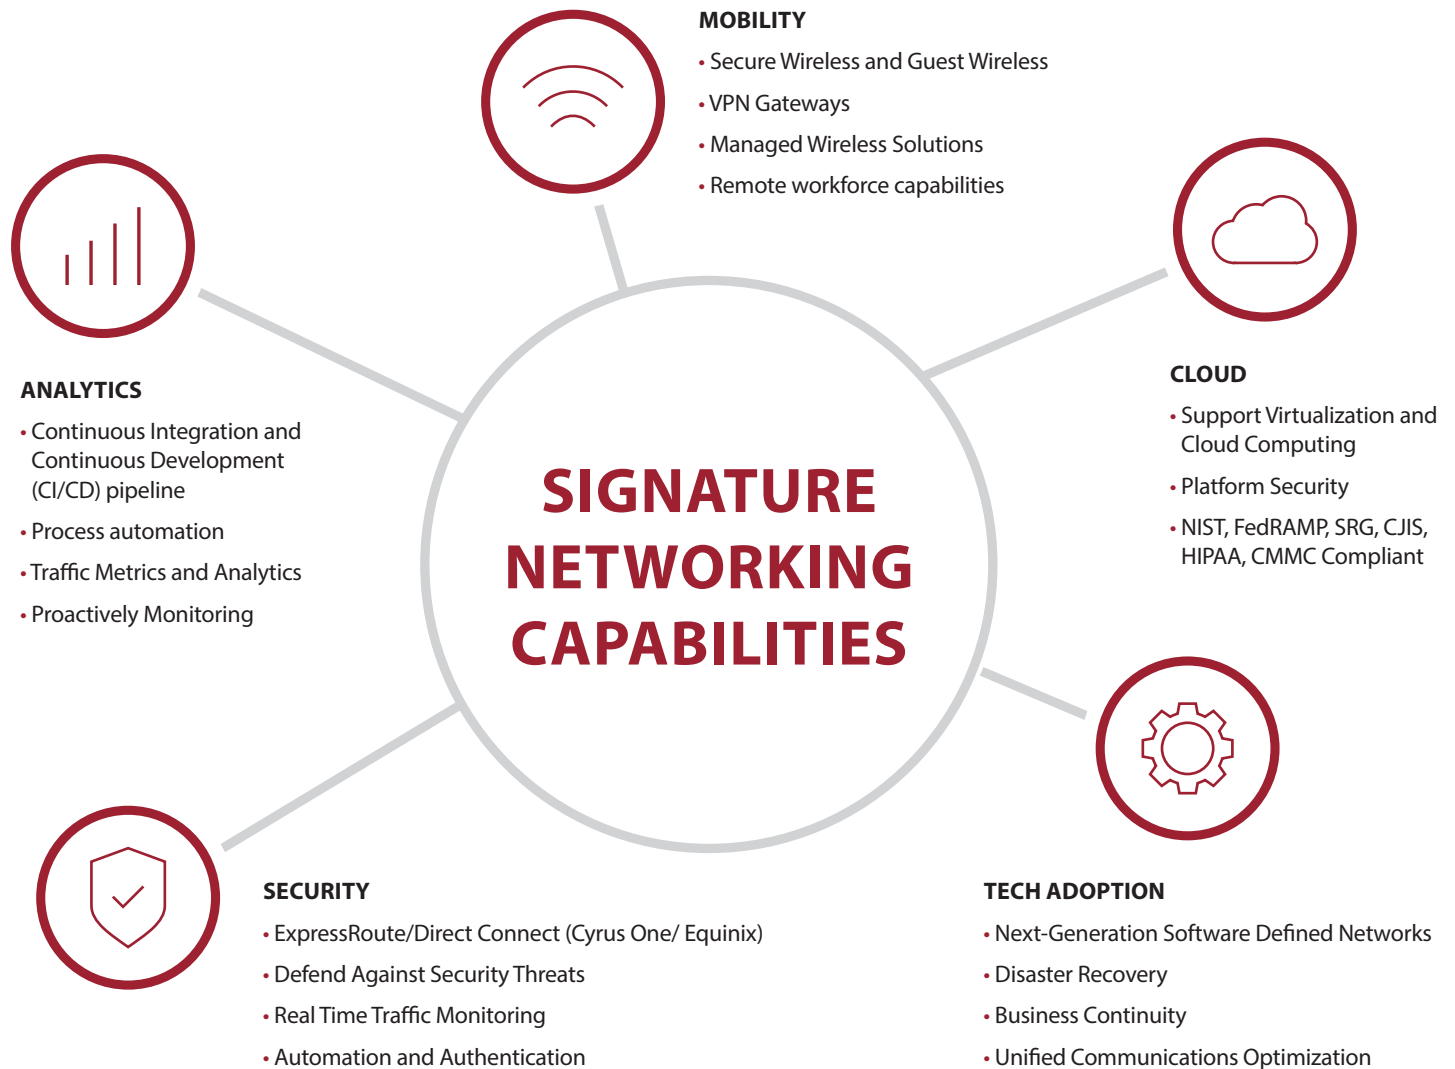 MOBILITY
• Secure Wireless and Guest Wireless
• VPN Gateways
• Managed Wireless Solutions
• Remote workforce capabilities
ANALYTICS
• Continuous Integration and
Continuous Development
(CI/CD) pipeline
• Process automation
• Traffic Metrics and Analytics
• Proactively Monitoring
SIGNATURE
NETWORKING
CAPABILITIES
CLOUD
• Support Virtualization and
Cloud Computing
• Platform Security
• NIST, FedRAMP, SRG, CJIS,
HIPAA, CMMC Compliant
SECURITY
• ExpressRoute/Direct Connect (Cyrus One/ Equinix)
• Defend Against Security Threats
• Real Time Traffic Monitoring
• Automation and Authentication
TECH ADOPTION
• Next-Generation Software Defined Networks
• Disaster Recovery
• Business Continuity
• Unified Communications Optimization